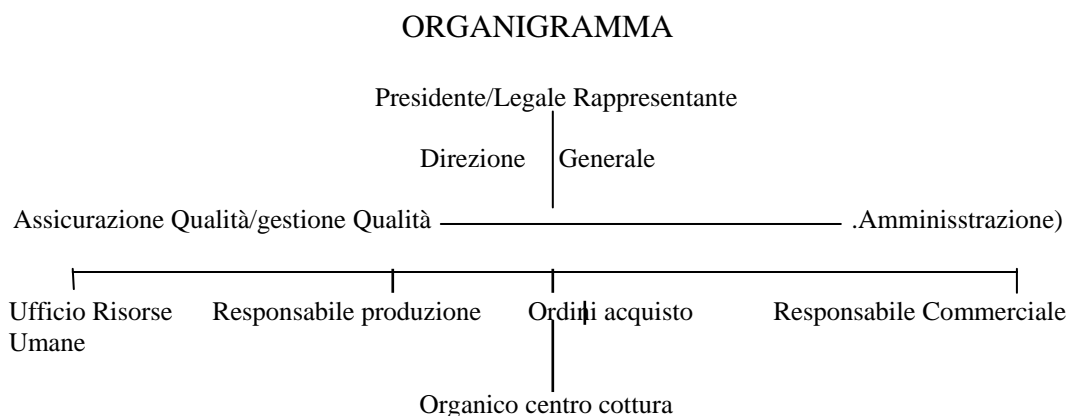 ORGANIGRAMMA
Presidente/Legale Rappresentante
Direzione Generale
Assicurazione Qualità/gestione Qualità .Amminisstrazione)
Ufficio Risorse Umane Responsabile produzione Ordini acquisto Responsabile Commerciale
Organico centro cottura